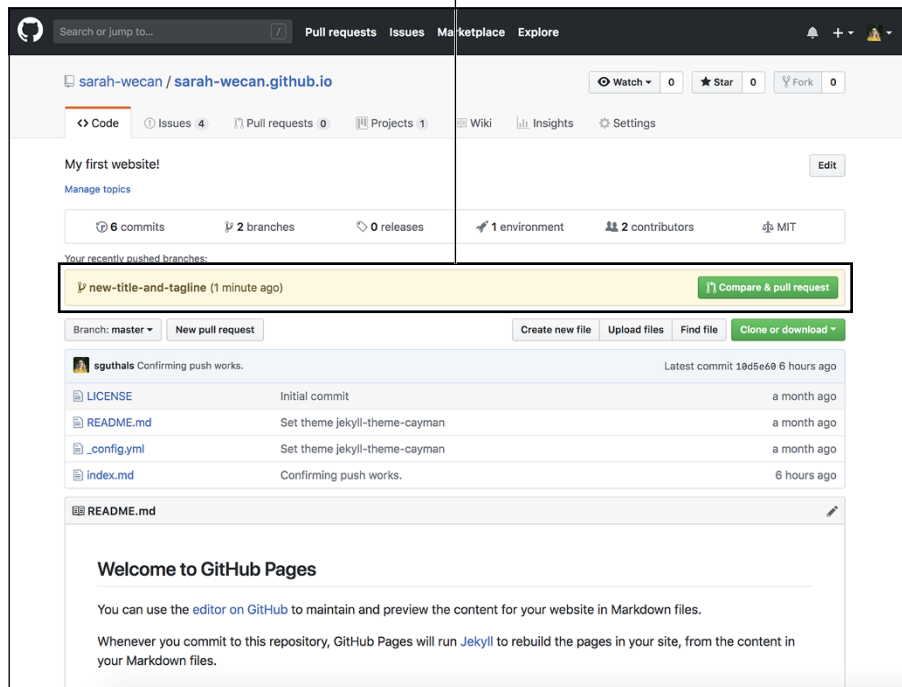 Search or jump to... / Pull requests Issues Marketplace Explore
sarah-wecan / sarah-wecan.github.io Watch 0 Star 0 Fork 0
<> Code Issues 4 Pull requests 0 Projects 1 Wiki Insights Settings
My first website! Edit
Manage topics
6 commits 2 branches 0 releases 1 environment 2 contributors MIT
Your recently pushed branches:
new-title-and-tagline (1 minute ago) Compare & pull request
Branch: master New pull request Create new file Upload files Find file Clone or download
sguthals Confirming push works. Latest commit 10d5e60 6 hours ago
LICENSE Initial commit a month ago
README.md Set theme jekyll-theme-cayman a month ago
_config.yml Set theme jekyll-theme-cayman a month ago
index.md Confirming push works. 6 hours ago
README.md
Welcome to GitHub Pages
You can use the editor on GitHub to maintain and preview the content for your website in Markdown files.
Whenever you commit to this repository, GitHub Pages will run Jekyll to rebuild the pages in your site, from the content in
your Markdown files.